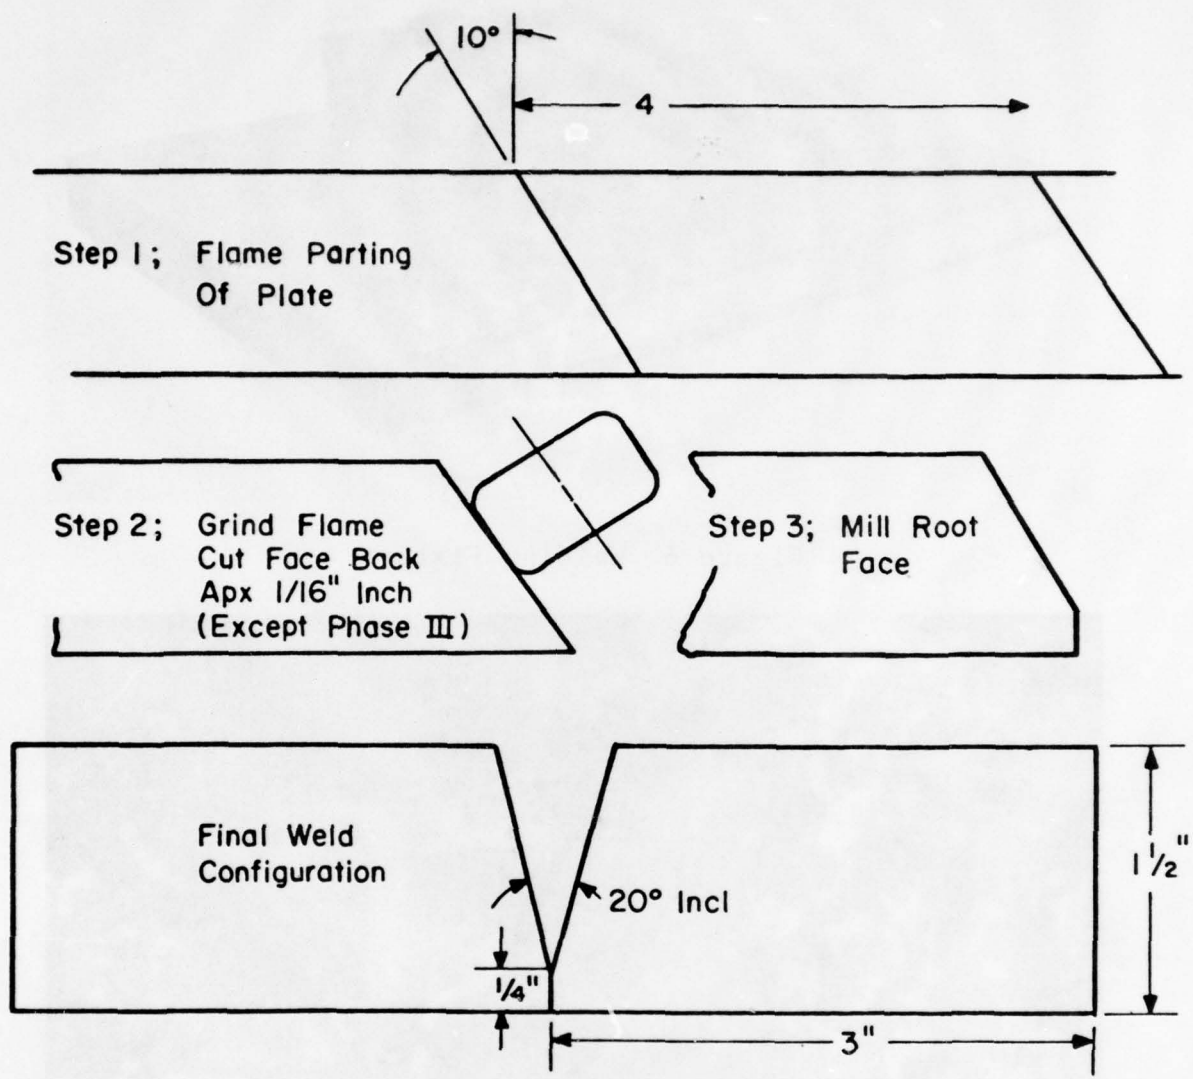 10°
4
Step 1; Flame Parting
Of Plate
Step 2; Grind Flame
Cut Face Back
Apx 1/16" Inch
(Except Phase III)
Step 3; Mill Root
Face
Final Weld
Configuration
20° Incl
1 1/2"
1/4"
3"